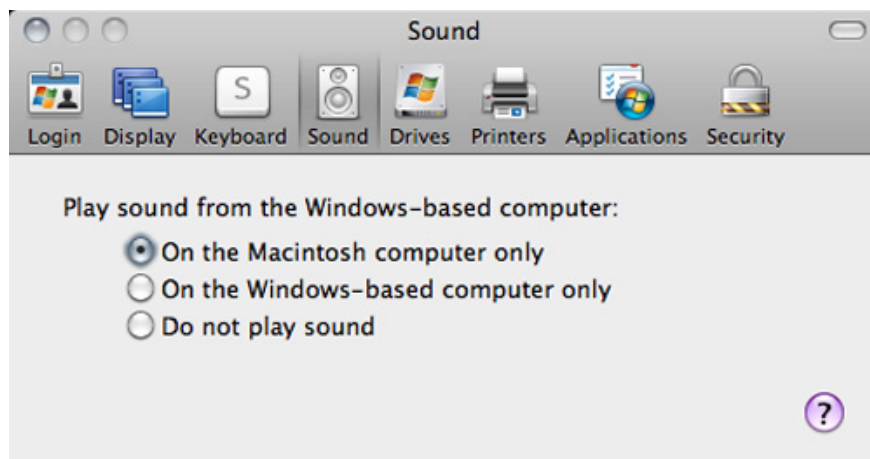 Sound
S
Login Display Keyboard Sound Drives Printers Applications Security
Play sound from the Windows-based computer:
On the Macintosh computer only
On the Windows-based computer only
Do not play sound
?